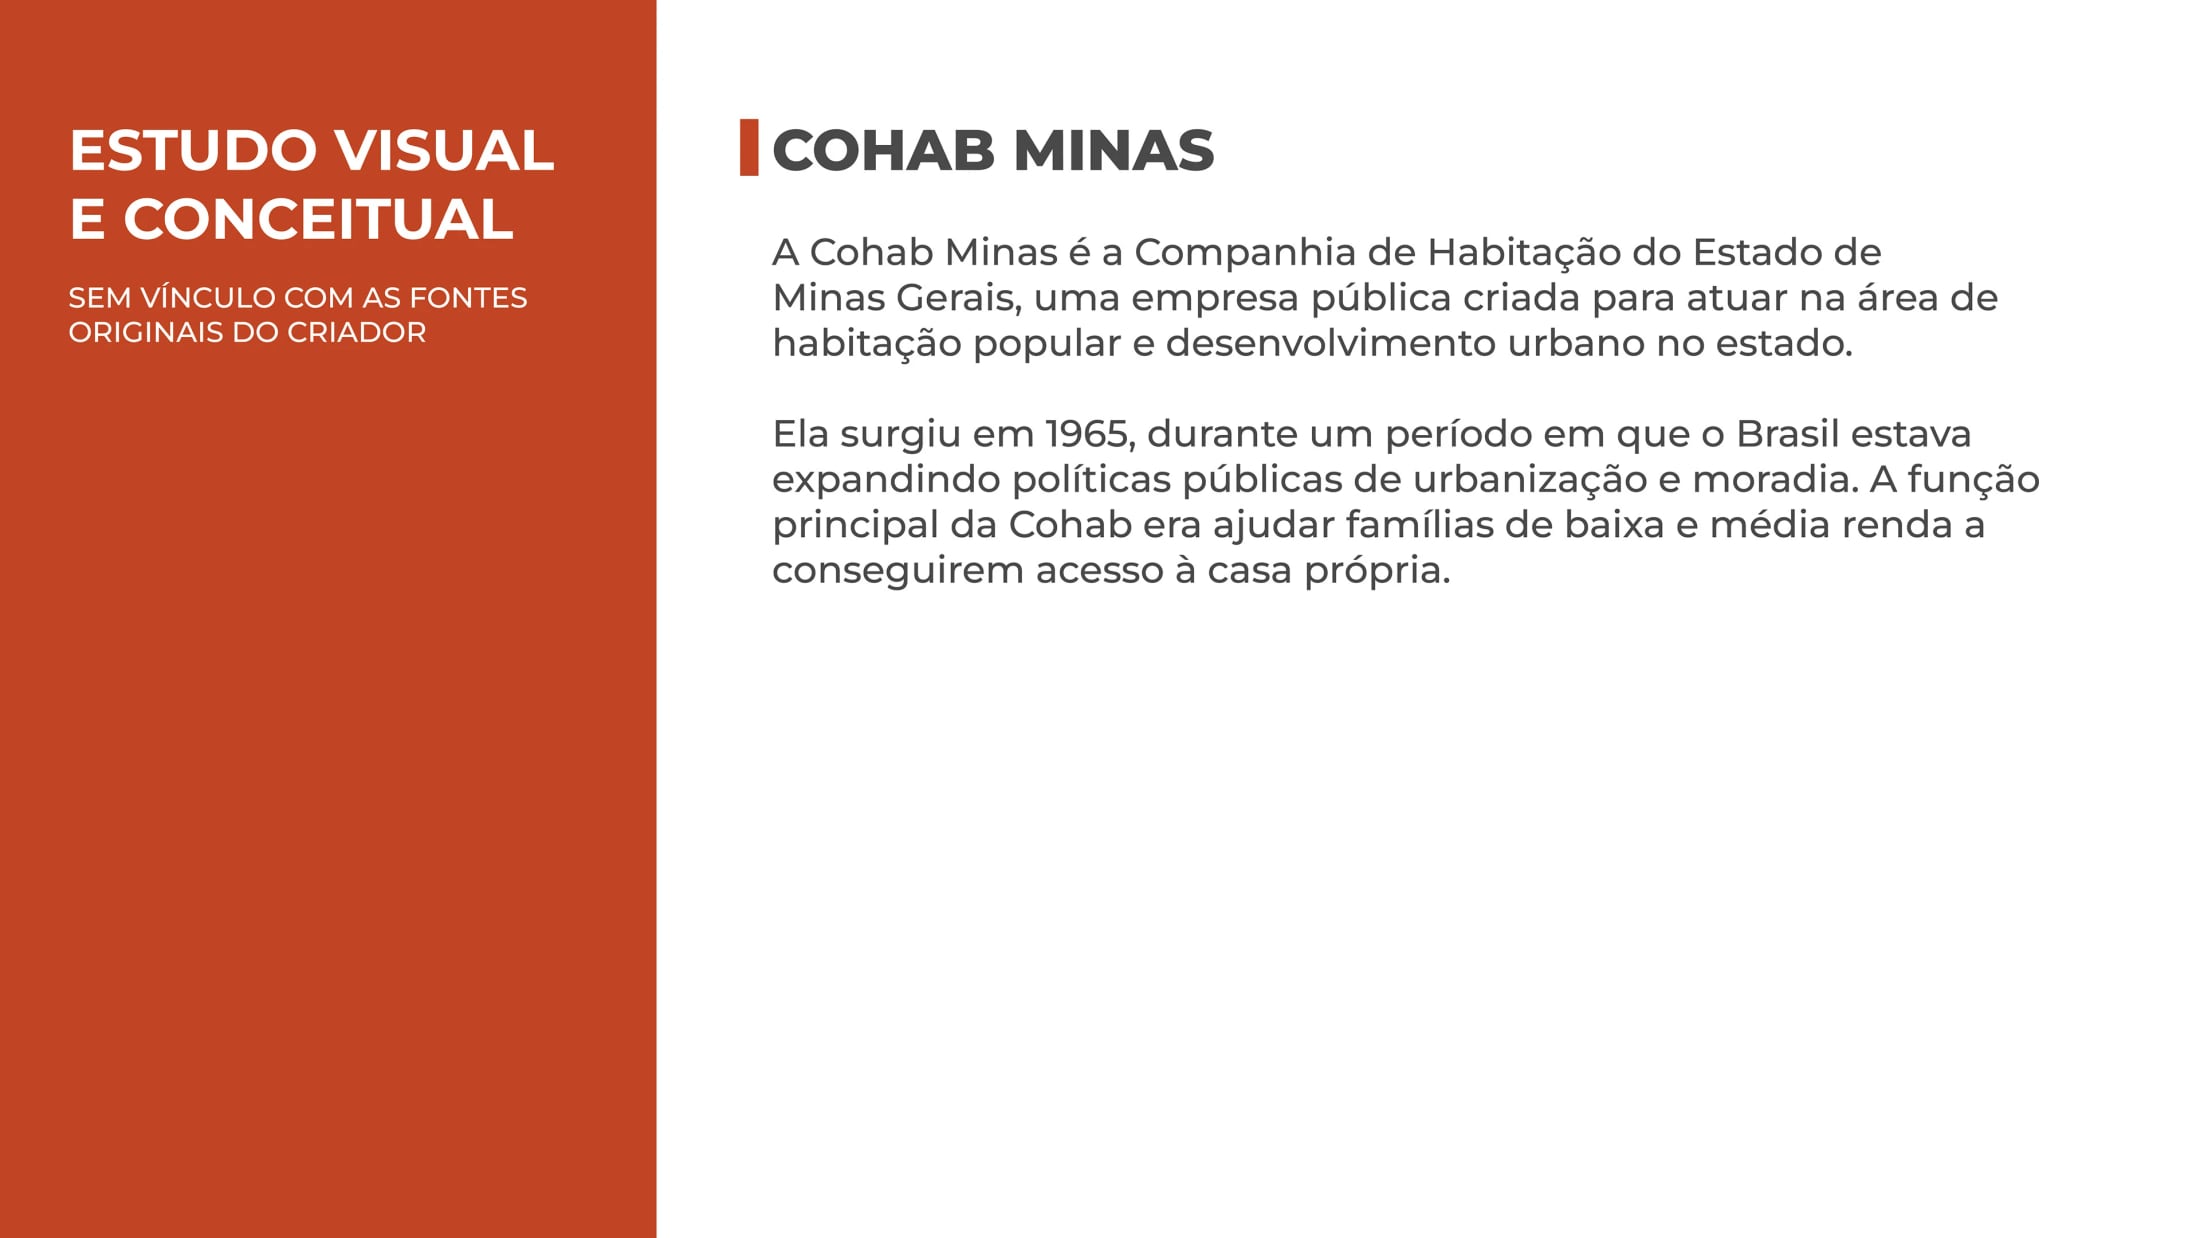 ESTUDO VISUAL
E CONCEITUAL
SEM VÍNCULO COM AS FONTES
ORIGINAIS DO CRIADOR
COHAB MINAS
A Cohab Minas é a Companhia de Habitação do Estado de
Minas Gerais, uma empresa pública criada para atuar na área de
habitação popular e desenvolvimento urbano no estado.
Ela surgiu em 1965, durante um período em que o Brasil estava
expandindo políticas públicas de urbanização e moradia. A função
principal da Cohab era ajudar famílias de baixa e média renda a
conseguirem acesso à casa própria.